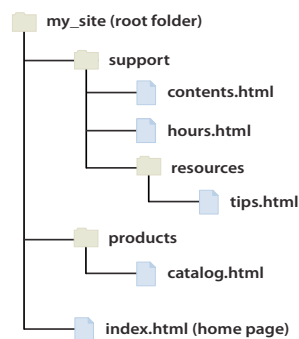 my_site (root folder)
support
contents.html
hours.html
resources
tips.html
products
catalog.html
index.html (home page)